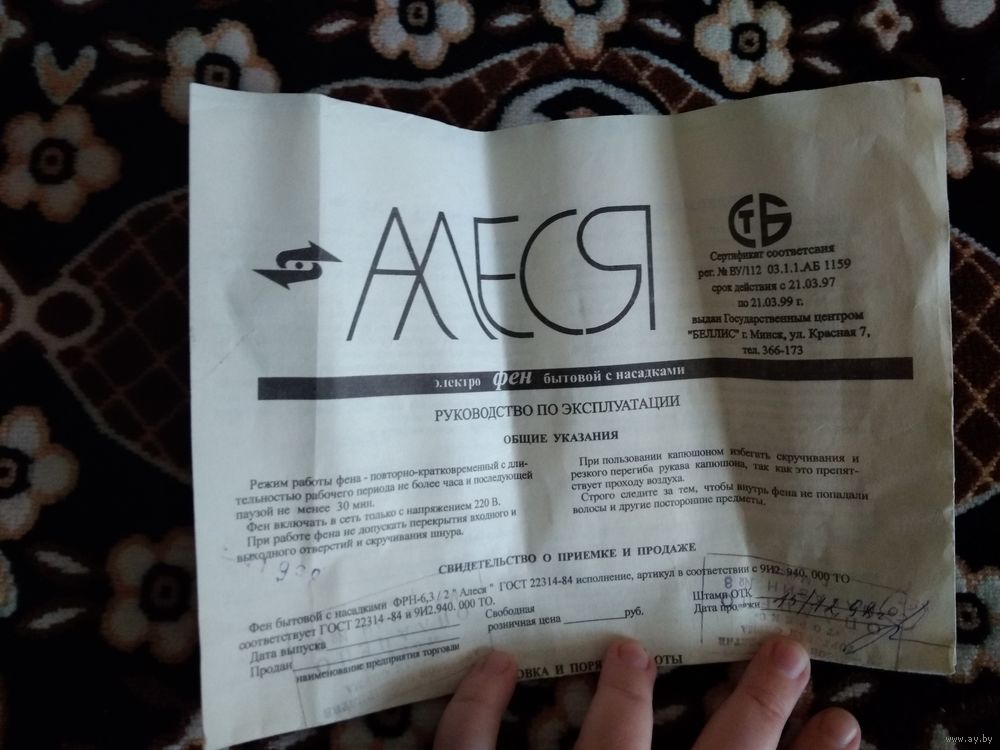 АЛЕСЯ
СТБ
Сертификат соответсвия
рег. № ВУ/112 03.1.1.АБ 1159
срок действия с 21.03.97
по 21.03.99 г.
выдан Государственным центром
"БЕЛЛИС" г. Минск, ул. Красная 7,
тел. 366-173
электро фен бытовой с насадками
РУКОВОДСТВО ПО ЭКСПЛУАТАЦИИ
ОБЩИЕ УКАЗАНИЯ
Режим работы фена - повторно-кратковременный с дли-
тельностью рабочего периода не более часа и последующей
паузой не менее 30 мин.
Фен включать в сеть только с напряжением 220 В.
При работе фена не допускать перекрытия входного и
выходного отверстий и скручивания шнура.
При пользовании капюшоном избегать скручивания и
резкого перегиба рукава капюшона, так как это препят-
ствует проходу воздуха.
Строго следите за тем, чтобы внутрь фена не попадали
волосы и другие посторонние предметы.
СВИДЕТЕЛЬСТВО О ПРИЕМКЕ И ПРОДАЖЕ
Фен бытовой с насадками ФРН-6,3 / 2 " Алеся " ГОСТ 22314-84 исполнение, артикул в соответствии с 9И2. 940. 000 ТО
соответствует ГОСТ 22314 -84 и 9И2.940. 000 ТО.
Дата выпуска
Продан
наименование предприятия торговли
Свободная
розничная цена руб.
Штамп ОТК
Дата продажи
ОВКА И ПОРЯ ОТЫ
www.ay.by